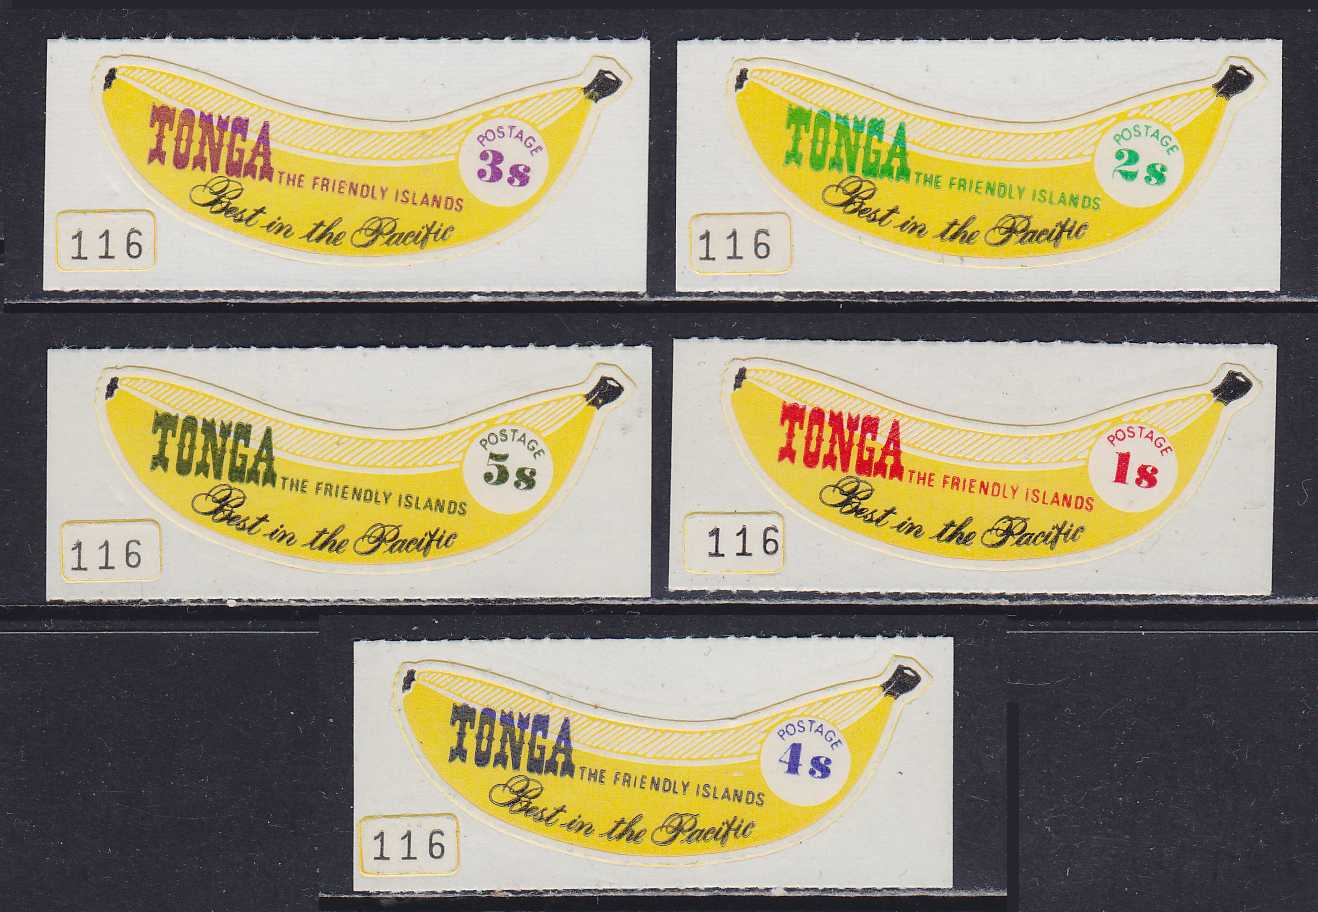 TONGA
THE FRIENDLY ISLANDS
Best in the Pacific
POSTAGE
3s
116
TONGA
THE FRIENDLY ISLANDS
Best in the Pacific
POSTAGE
2s
116
TONGA
THE FRIENDLY ISLANDS
Best in the Pacific
POSTAGE
5s
116
TONGA
THE FRIENDLY ISLANDS
Best in the Pacific
POSTAGE
1s
116
TONGA
THE FRIENDLY ISLANDS
Best in the Pacific
POSTAGE
4s
116